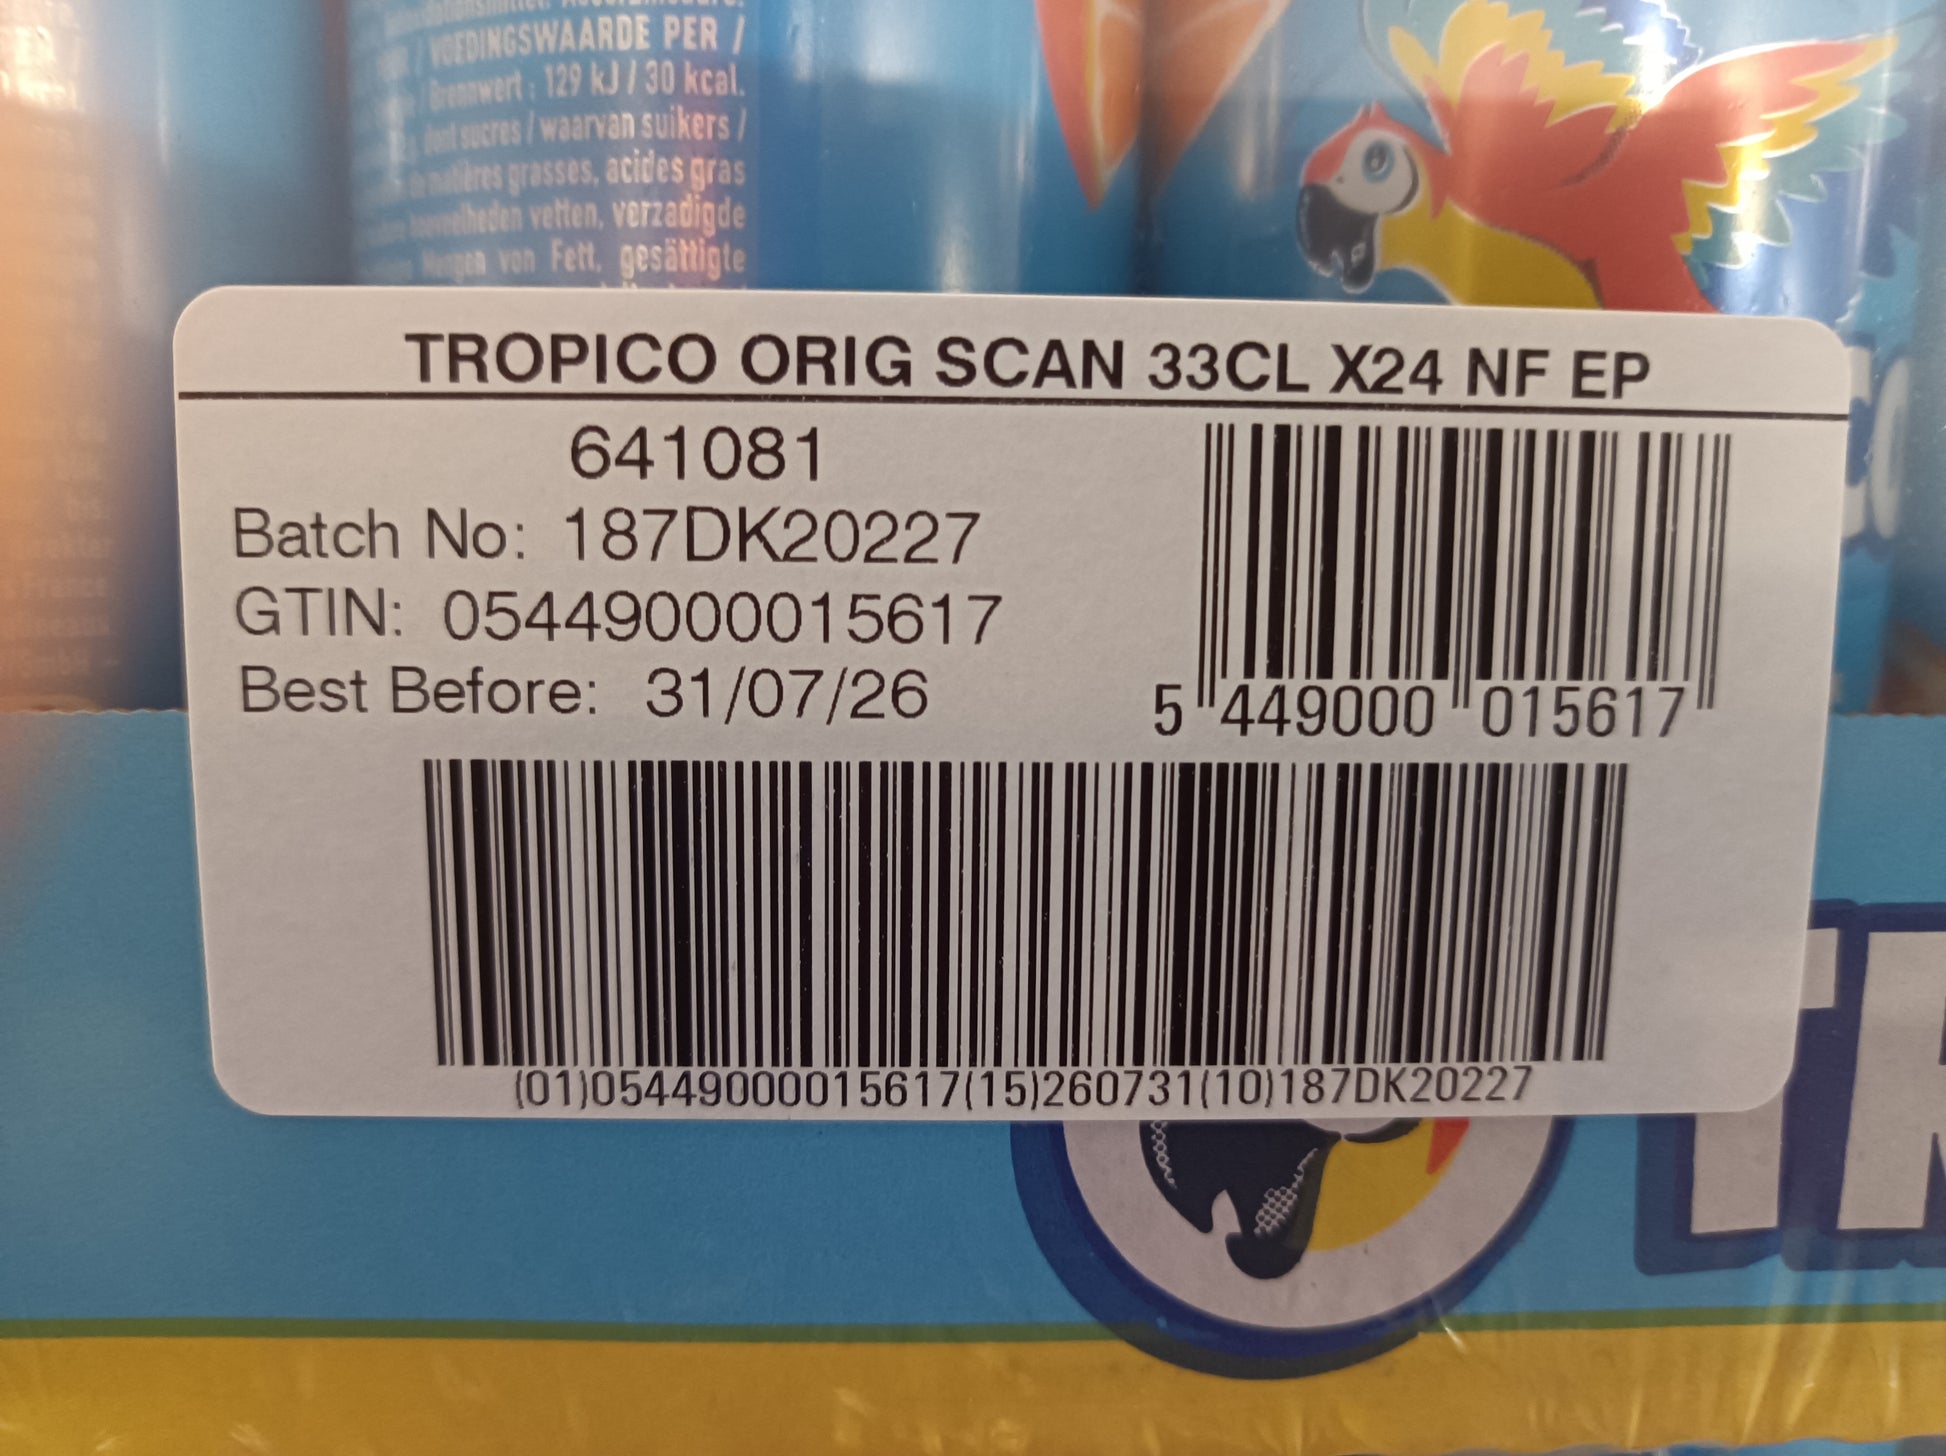 VOEDINGSWAARDE PER /
/ Brennwert : 129 kJ / 30 kcal.
dont sucres / waarvan suikers /
matières grasses, acides gras
hoeveelheden vetten, verzadigde
Mengen von Fett, gesättigte
TROPICO ORIG SCAN 33CL X24 NF EP
641081
Batch No: 187DK20227
GTIN: 05449000015617
Best Before: 31/07/26
5 449000 015617
(01)05449000015617(15)260731(10)187DK20227